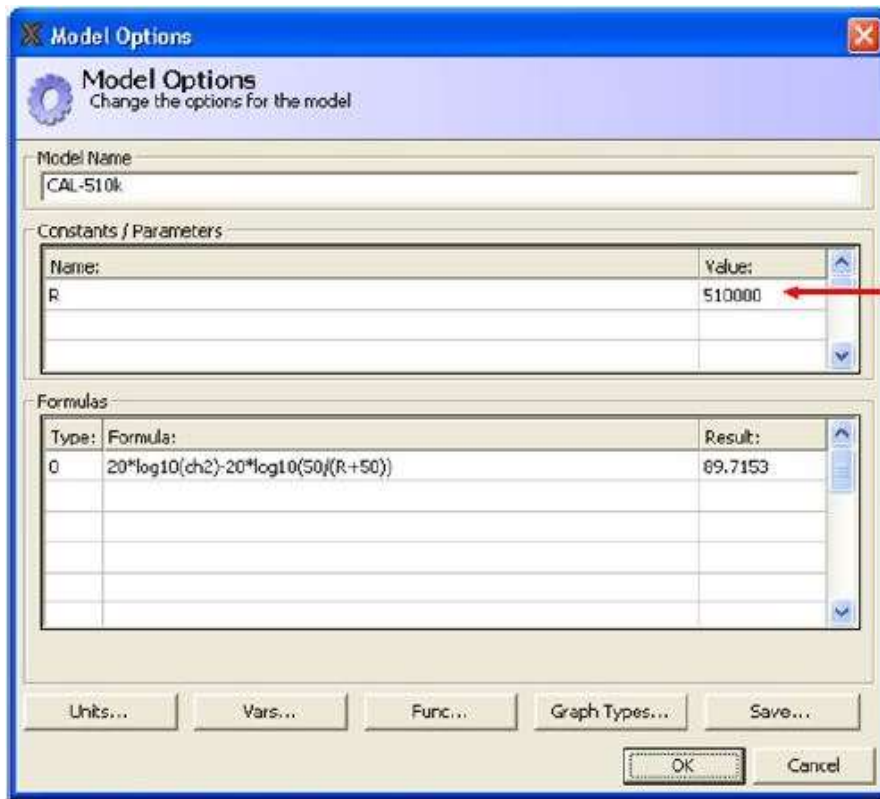 Model Options
Model Options
Change the options for the model
Model Name
CAL-510k
Constants / Parameters
Name: Value:
R 510000
Formulas
Type: Formula: Result:
0 20*log10(ch2)-20*log10(50/(R+50)) 89.7153
Units... Vars... Func... Graph Types... Save...
OK Cancel